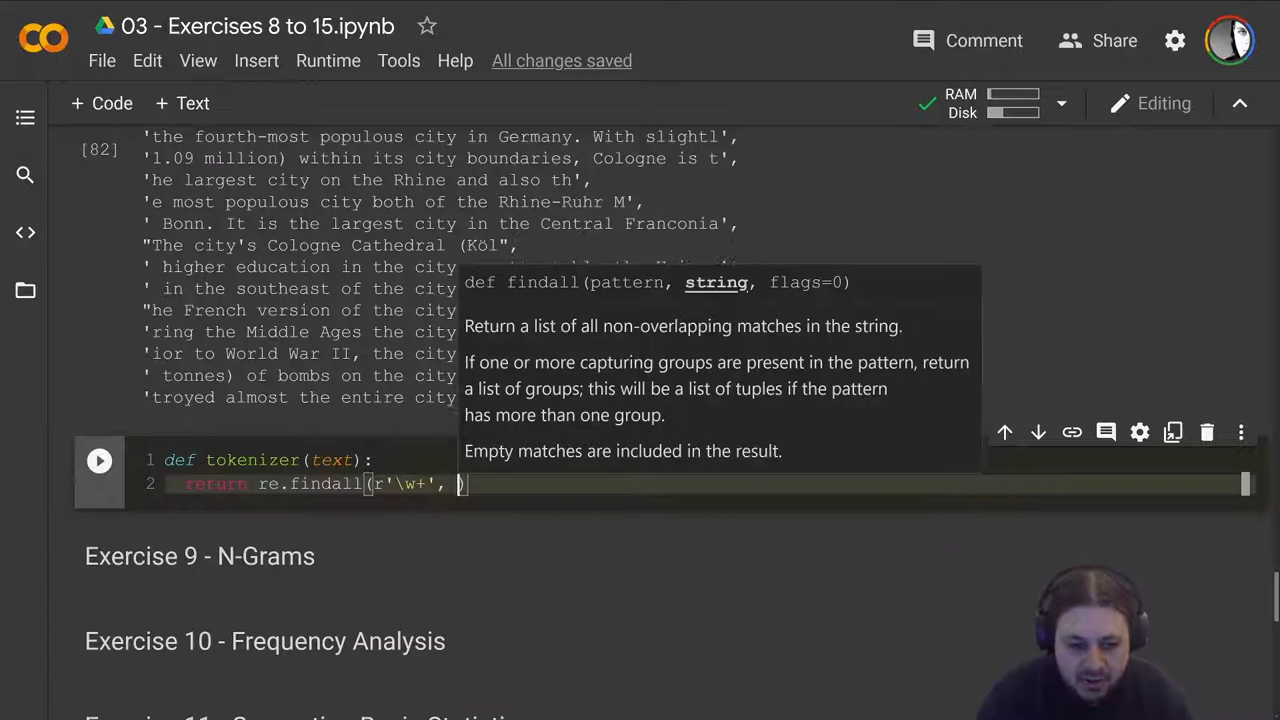 03 - Exercises 8 to 15.ipynb
Comment
Share
File Edit View Insert Runtime Tools Help All changes saved
+ Code + Text
RAM
Disk
Editing
'the fourth-most populous city in Germany. With slightl',
[82]
'1.09 million) within its city boundaries, Cologne is t',
'he largest city on the Rhine and also th',
'e most populous city both of the Rhine-Ruhr M',
' Bonn. It is the largest city in the Central Franconia',
"The city's Cologne Cathedral (Köl",
' higher education in the city
' in the southeast of the city
"he French version of the city
'ring the Middle Ages the city
'ior to World War II, the city
' tonnes) of bombs on the city
'troyed almost the entire city
def findall(pattern, string, flags=0)
Return a list of all non-overlapping matches in the string.
If one or more capturing groups are present in the pattern, return
a list of groups; this will be a list of tuples if the pattern
has more than one group.
Empty matches are included in the result.
1 def tokenizer(text):
2 return re.findall(r'\w+', )
Exercise 9 - N-Grams
Exercise 10 - Frequency Analysis